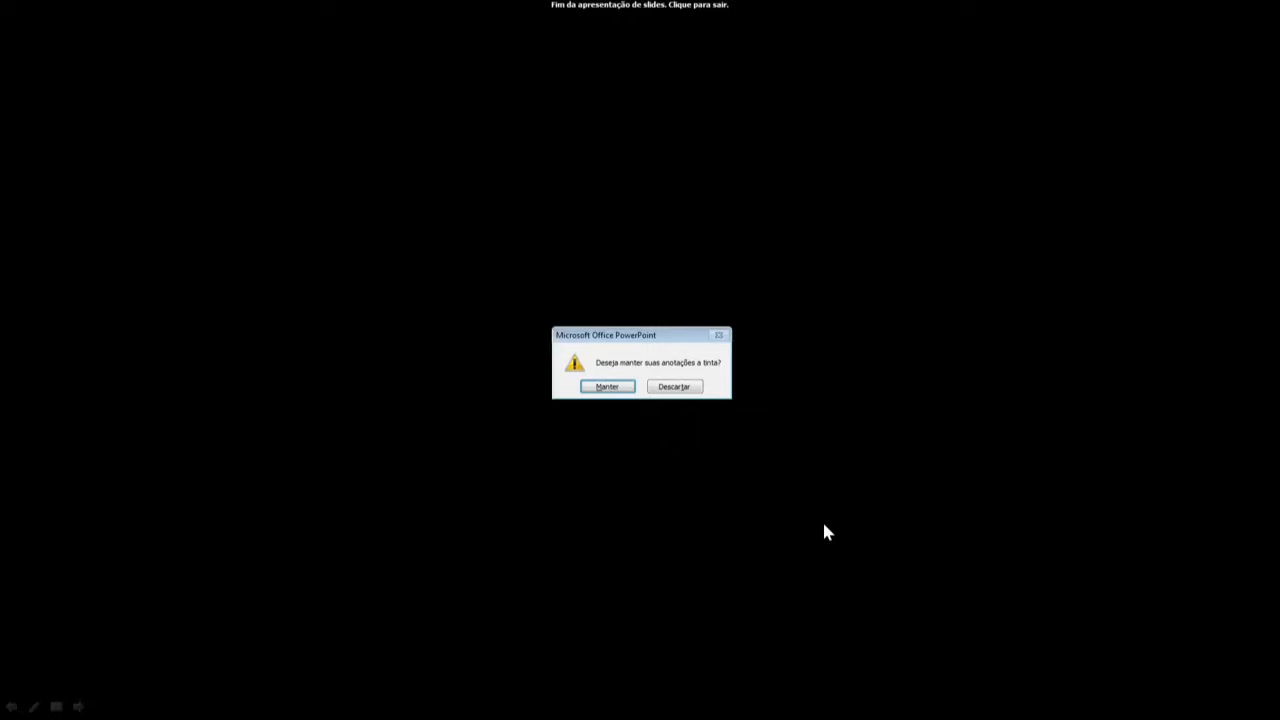 Fim da apresentação de slides. Clique para sair.
Microsoft Office PowerPoint
Deseja manter suas anotações a tinta?
Manter
Descartar